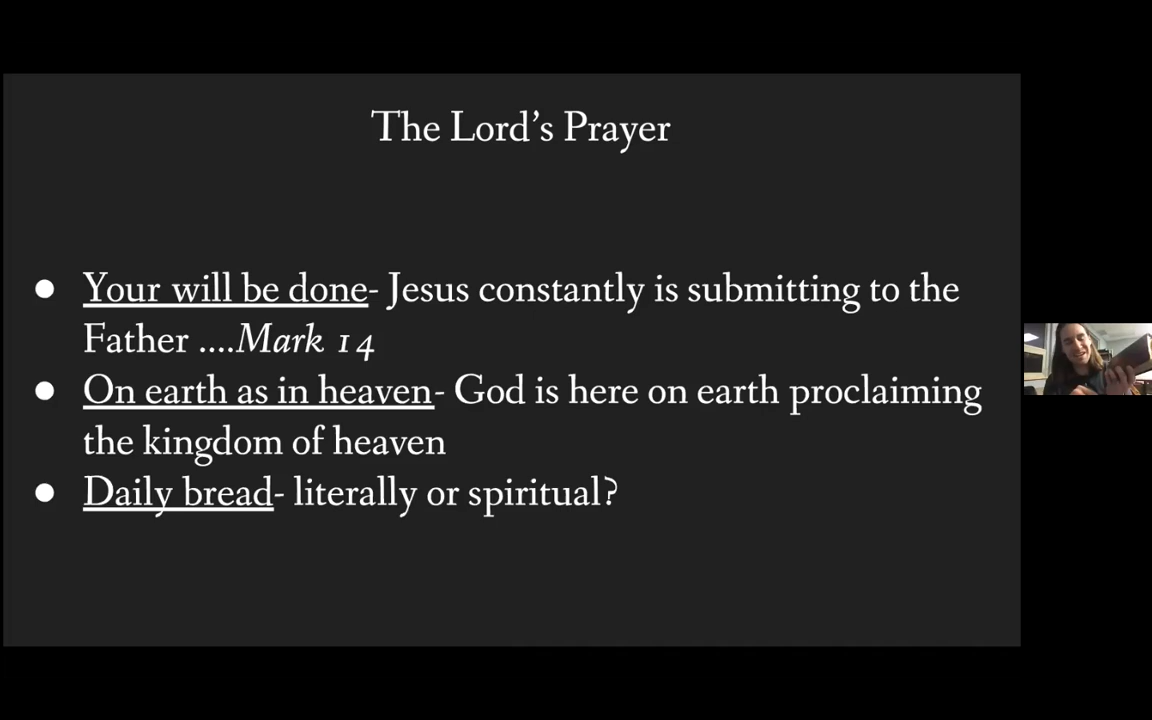 The Lord’s Prayer
● Your will be done- Jesus constantly is submitting to the
Father ....Mark 14
● On earth as in heaven- God is here on earth proclaiming
the kingdom of heaven
● Daily bread- literally or spiritual?